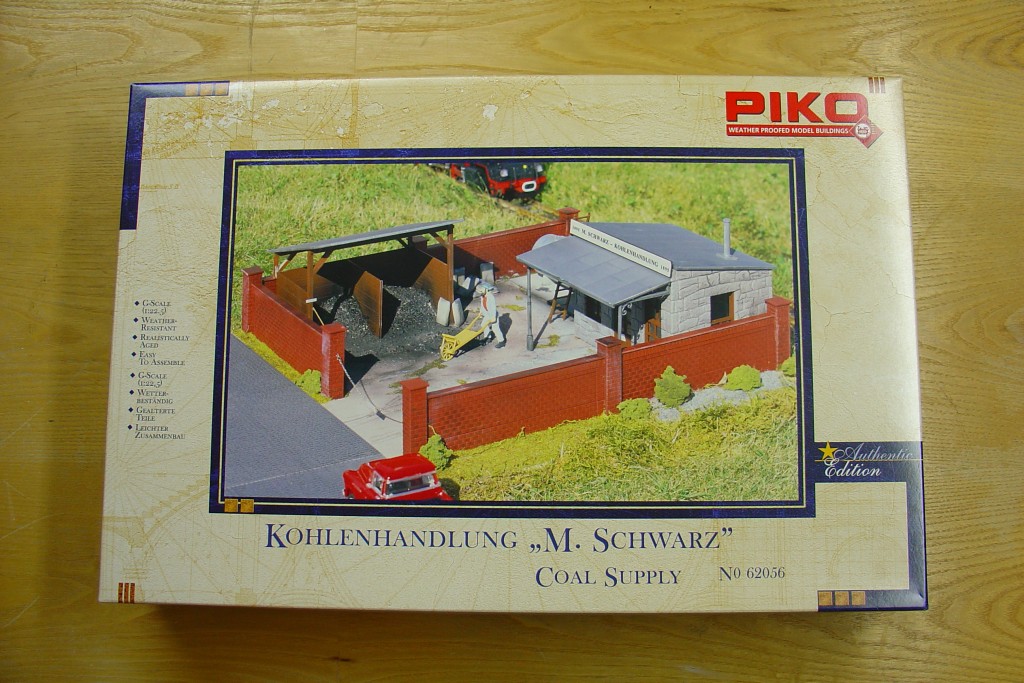 PIKO
WEATHER PROOFED MODEL BUILDINGS
M. SCHWARZ - KOHLENHANDLUNG
◆ G-SCALE
(1:22,5)
◆ WEATHER-
RESISTANT
◆ REALISTICALLY
AGED
◆ EASY
TO ASSEMBLE
◆ G-SCALE
(1:22,5)
◆ WETTER-
BESTÄNDIG
◆ GEALTERTE
TEILE
◆ LEICHTER
ZUSAMMENBAU
Authentic
Edition
KOHLENHANDLUNG „M. SCHWARZ”
COAL SUPPLY NO 62056